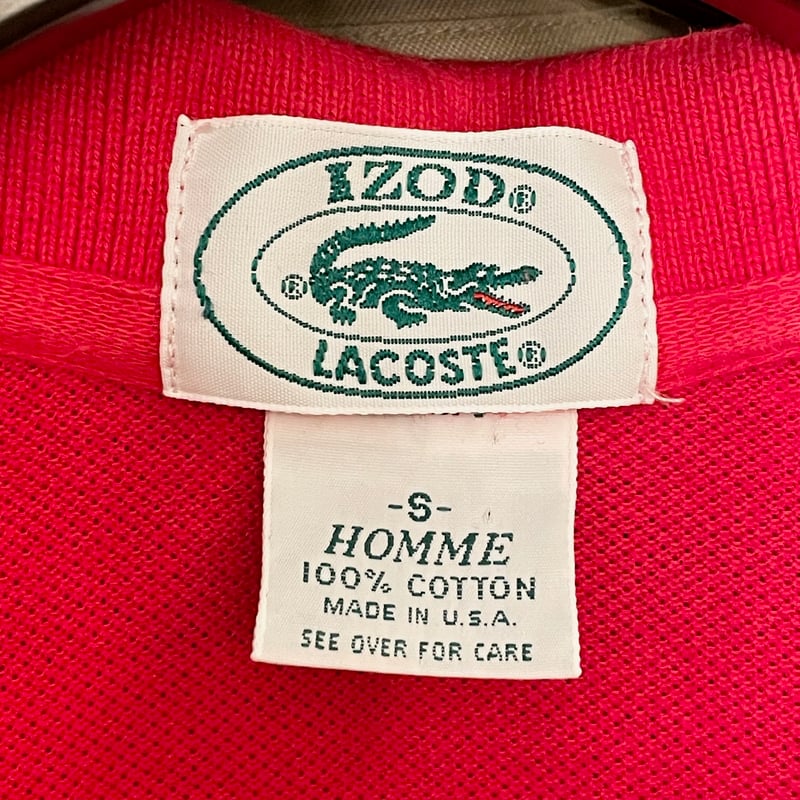 IZOD®
®
LACOSTE®
-S-
HOMME
100% COTTON
MADE IN U.S.A.
SEE OVER FOR CARE